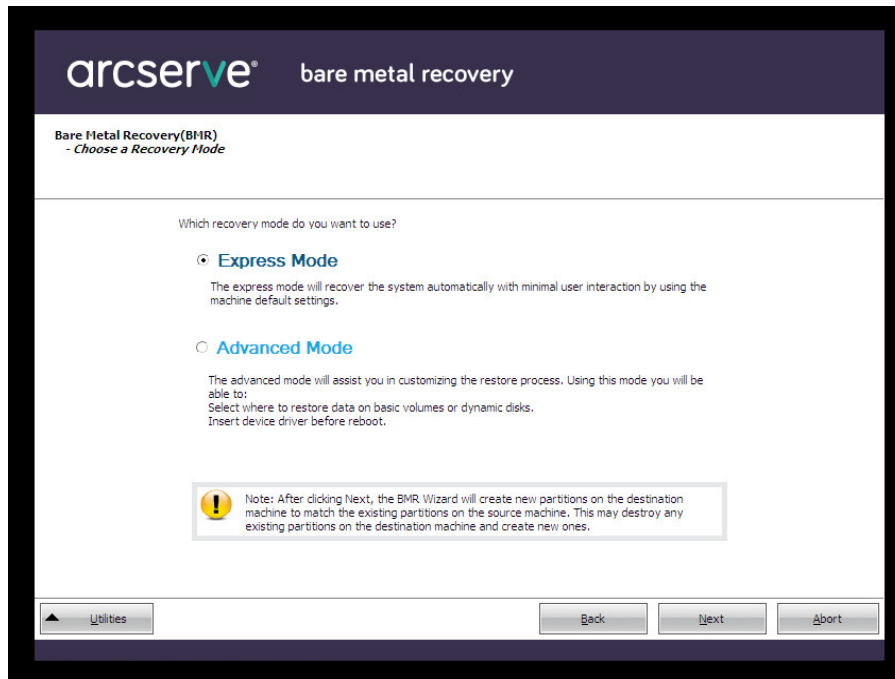 arcserve® bare metal recovery
Bare Metal Recovery(BMR)
- Choose a Recovery Mode
Which recovery mode do you want to use?
Express Mode
The express mode will recover the system automatically with minimal user interaction by using the
machine default settings.
Advanced Mode
The advanced mode will assist you in customizing the restore process. Using this mode you will be
able to:
Select where to restore data on basic volumes or dynamic disks.
Insert device driver before reboot.
Note: After clicking Next, the BMR Wizard will create new partitions on the destination
machine to match the existing partitions on the source machine. This may destroy any
existing partitions on the destination machine and create new ones.
Utilities Back Next Abort